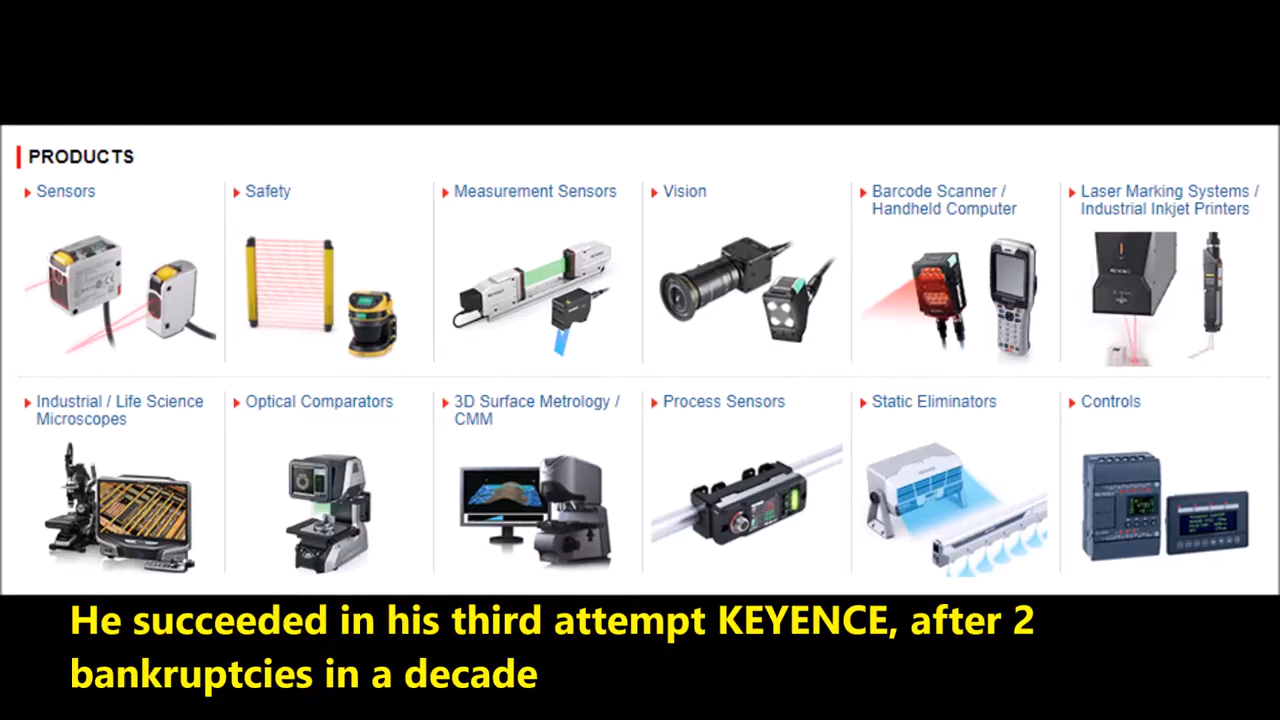 PRODUCTS
Sensors
Safety
Measurement Sensors
Vision
Barcode Scanner /
Handheld Computer
Laser Marking Systems /
Industrial Inkjet Printers
Industrial / Life Science
Microscopes
Optical Comparators
3D Surface Metrology /
CMM
Process Sensors
Static Eliminators
Controls
He succeeded in his third attempt KEYENCE, after 2
bankruptcies in a decade